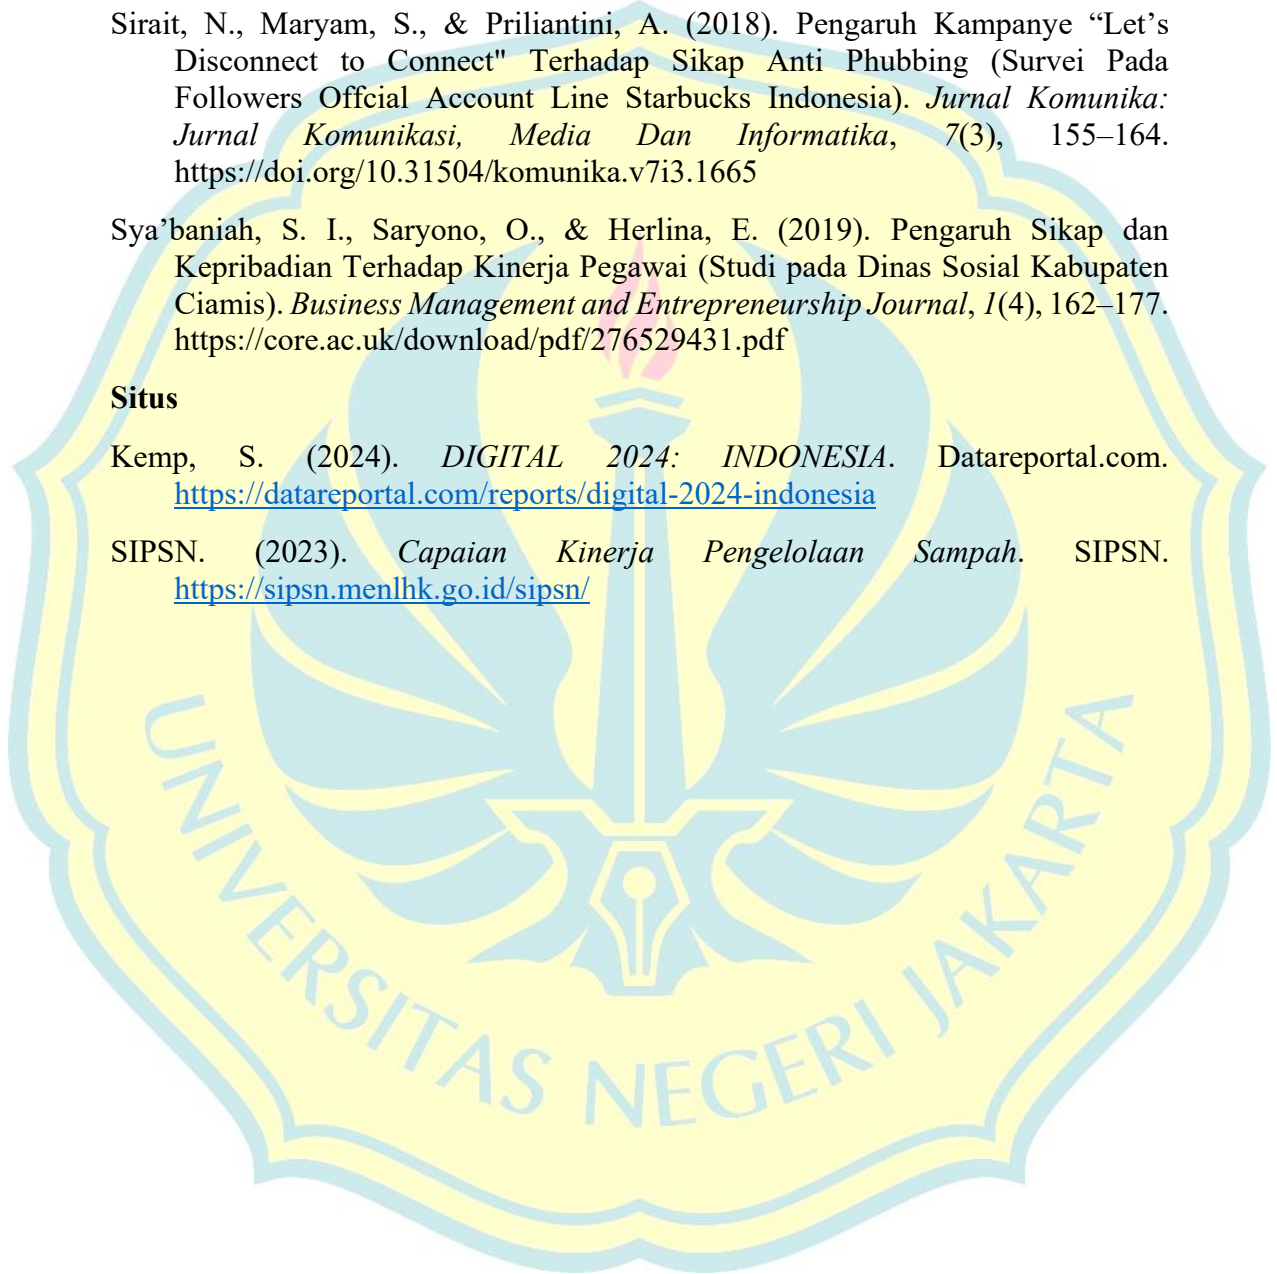 Sirait, N., Maryam, S., & Priliantini, A. (2018). Pengaruh Kampanye “Let’s
Disconnect to Connect" Terhadap Sikap Anti Phubbing (Survei Pada
Followers Offcial Account Line Starbucks Indonesia). Jurnal Komunika:
Jurnal Komunikasi, Media Dan Informatika, 7(3), 155–164.
https://doi.org/10.31504/komunika.v7i3.1665
Sya’baniah, S. I., Saryono, O., & Herlina, E. (2019). Pengaruh Sikap dan
Kepribadian Terhadap Kinerja Pegawai (Studi pada Dinas Sosial Kabupaten
Ciamis). Business Management and Entrepreneurship Journal, 1(4), 162–177.
https://core.ac.uk/download/pdf/276529431.pdf
Situs
Kemp, S. (2024). DIGITAL 2024: INDONESIA. Datareportal.com.
https://datareportal.com/reports/digital-2024-indonesia
SIPSN. (2023). Capaian Kinerja Pengelolaan Sampah. SIPSN.
https://sipsn.menlhk.go.id/sipsn/
UNIVERSITAS NEGERI JAKARTA